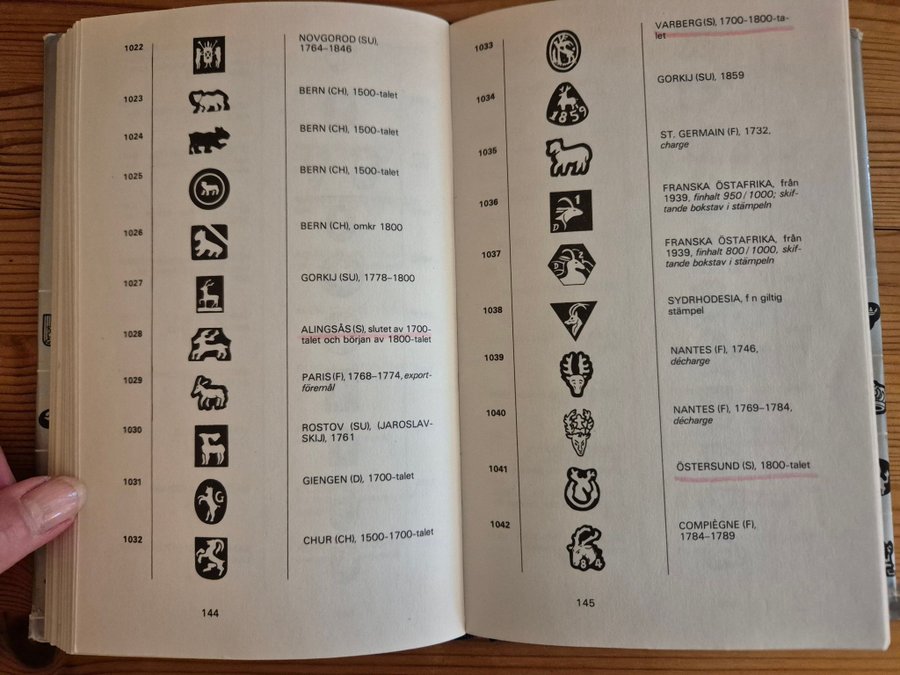 1022
NOVGOROD (SU),
1764–1846
1023
BERN (CH), 1500-talet
1024
BERN (CH), 1500-talet
1025
BERN (CH), 1500-talet
1026
BERN (CH), omkr 1800
1027
GORKIJ (SU), 1778–1800
1028
ALINGSÅS (S), slutet av 1700-
talet och början av 1800-talet
1029
PARIS (F), 1768–1774, export-
föremål
1030
ROSTOV (SU), (JAROSLAV-
SKIJ), 1761
1031
G
GIENGEN (D), 1700-talet
1032
CHUR (CH), 1500-1700-talet
144
1033
VARBERG (S), 1700-1800-ta-
let
1034
1859
GORKIJ (SU), 1859
1035
ST. GERMAIN (F), 1732,
charge
1036
1
D
FRANSKA ÖSTAFRIKA, från
1939, finhalt 950/1000; skif-
tande bokstav i stämpeln
1037
2
D
FRANSKA ÖSTAFRIKA, från
1939, finhalt 800/1000, skif-
tande bokstav i stämpeln
1038
SYDRHODESIA, f n giltig
stämpel
1039
NANTES (F), 1746,
décharge
1040
NANTES (F), 1769–1784,
décharge
1041
ÖSTERSUND (S), 1800-talet
1042
84
COMPIÈGNE (F),
1784–1789
145